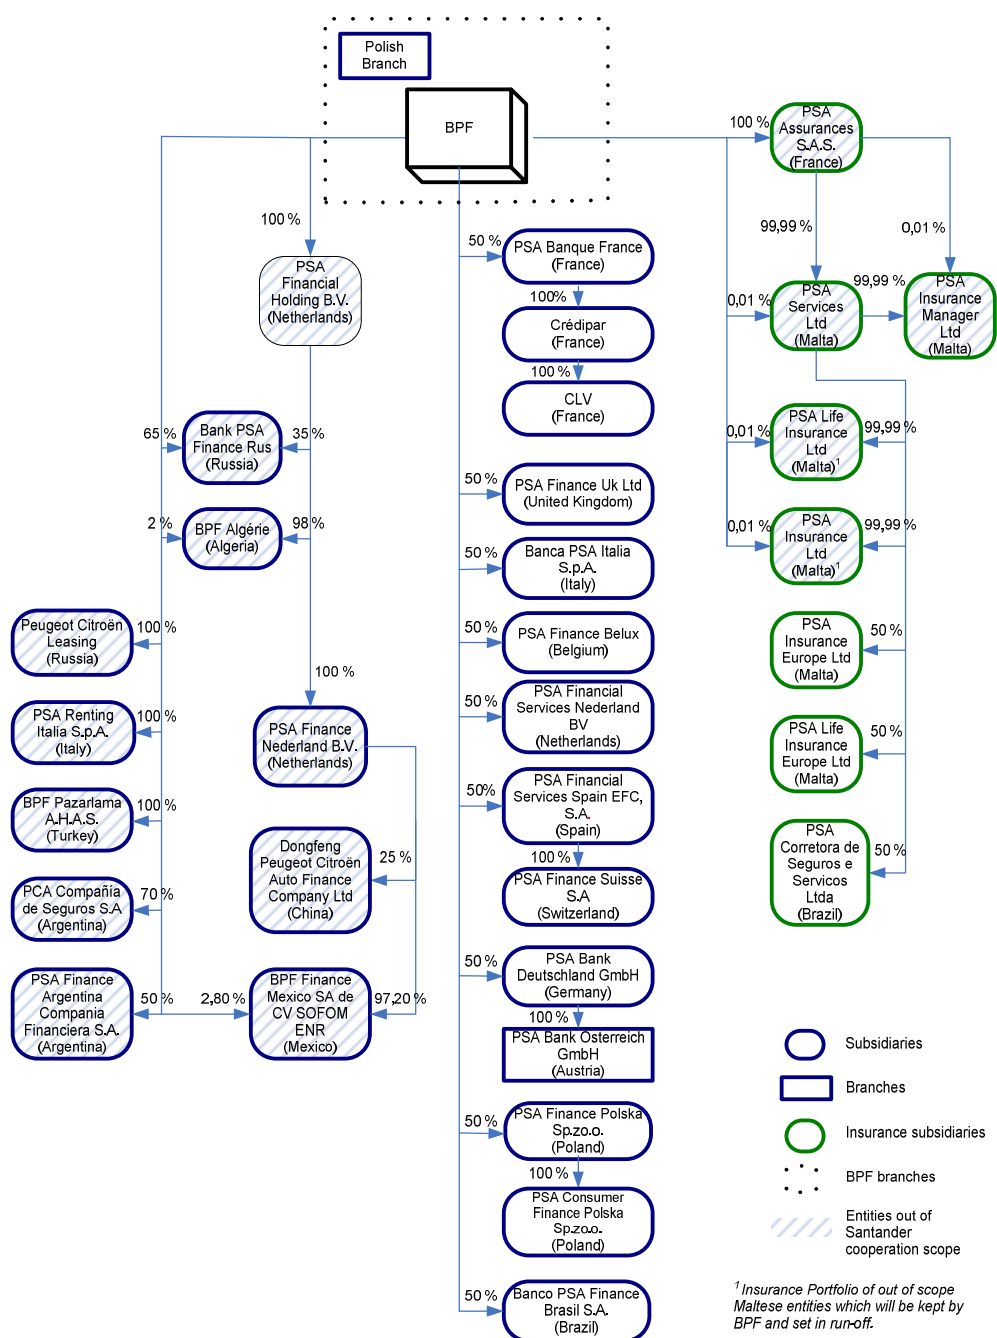 Polish
Branch
BPF
100 %
PSA
Assurances
S.A.S.
(France)
100 %
PSA
Financial
Holding B.V.
(Netherlands)
50 %
PSA Banque France
(France)
100%
Crédipar
(France)
100 %
CLV
(France)
99,99 %
0,01 %
0,01 %
PSA
Services
Ltd
(Malta)
99,99 %
PSA
Insurance
Manager
Ltd
(Malta)
65 %
Bank PSA
Finance Rus
(Russia)
35 %
0,01 %
PSA Life
Insurance
Ltd
(Malta)1
99,99 %
2 %
BPF Algérie
(Algeria)
98 %
50 %
PSA Finance Uk Ltd
(United Kingdom)
0,01 %
PSA
Insurance
Ltd
(Malta)1
99,99 %
50 %
Banca PSA Italia
S.p.A.
(Italy)
Peugeot Citroën
Leasing
(Russia)
100 %
50 %
PSA Finance Belux
(Belgium)
PSA
Insurance
Europe Ltd
(Malta)
50 %
100 %
PSA Renting
Italia S.p.A.
(Italy)
100 %
PSA Finance
Nederland B.V.
(Netherlands)
50 %
PSA Financial
Services Nederland
BV
(Netherlands)
PSA Life
Insurance
Europe Ltd
(Malta)
50 %
BPF Pazarlama
A.H.A.S.
(Turkey)
100 %
50%
PSA Financial
Services Spain EFC,
S.A.
(Spain)
Dongfeng
Peugeot Citroën
Auto Finance
Company Ltd
(China)
25 %
PSA
Corretora de
Seguros e
Servicos
Ltda
(Brazil)
50 %
PCA Compañía
de Seguros S.A
(Argentina)
70 %
100 %
PSA Finance Suisse
S.A
(Switzerland)
PSA Finance
Argentina
Compania
Financiera S.A.
(Argentina)
50 %
2,80 %
BPF Finance
Mexico SA de
CV SOFOM
ENR
(Mexico)
97,20 %
50 %
PSA Bank
Deutschland GmbH
(Germany)
100 %
PSA Bank Osterreich
GmbH
(Austria)
50 %
PSA Finance Polska
Sp.zo.o.
(Poland)
100 %
PSA Consumer
Finance Polska
Sp.zo.o.
(Poland)
50 %
Banco PSA Finance
Brasil S.A.
(Brazil)
Subsidiaries
Branches
Insurance subsidiaries
BPF branches
Entities out of
Santander
cooperation scope
1 Insurance Portfolio of out of scope
Maltese entities which will be kept by
BPF and set in run-off.